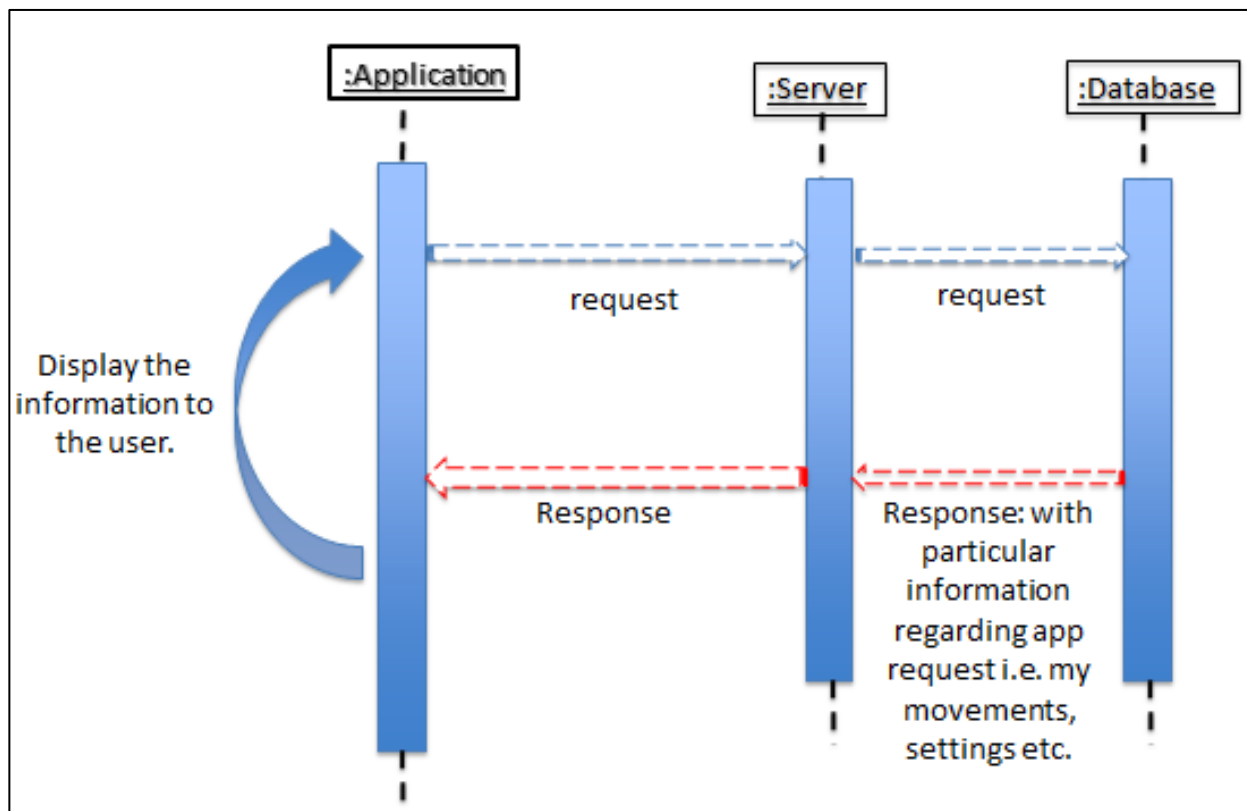 :Application
:Server
:Database
request
request
Display the
information to
the user.
Response
Response: with
particular
information
regarding app
request i.e. my
movements,
settings etc.